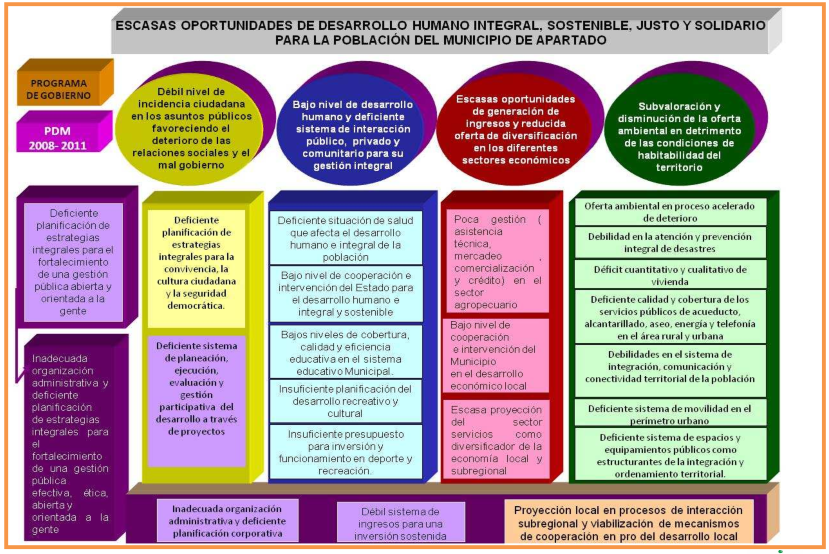 ESCASAS OPORTUNIDADES DE DESARROLLO HUMANO INTEGRAL, SOSTENIBLE, JUSTO Y SOLIDARIO
PARA LA POBLACIÓN DEL MUNICIPIO DE APARTADO
PROGRAMA
DE GOBIERNO
PDM
2008- 2011
Débil nivel de
incidencia ciudadana
en los asuntos públicos
favoreciendo el
deterioro de las
relaciones sociales y el
mal gobierno
Bajo nivel de desarrollo
humano y deficiente
sistema de interacción
público, privado y
comunitario para su
gestión integral
Escasas oportunidades
de generación de
ingresos y reducida
oferta de diversificación
en los diferentes
sectores económicos
Subvaloración y
disminución de la oferta
ambiental en detrimento
de las condiciones de
habitabilidad del
territorio
Deficiente
planificación de
estrategias
integrales para el
fortalecimiento
de una gestión
pública abierta y
orientada a la
gente
Inadecuada
organización
administrativa y
deficiente
planificación
de estrategias
integrales para
el
fortalecimiento
de una gestión
pública
efectiva, ética,
abierta y
orientada a la
gente
Deficiente
planificación de
estrategias
integrales para la
convivencia, la
cultura ciudadana
y la seguridad
democrática.
Deficiente sistema
de planeación,
ejecución,
evaluación y
gestión
participativa del
desarrollo a través
de proyectos
Deficiente situación de salud
que afecta el desarrollo
humano e integral de la
población
Bajo nivel de cooperación e
intervención del Estado para
el desarrollo humano e
integral y sostenible
Bajos niveles de cobertura,
calidad y eficiencia
educativa en el sistema
educativo Municipal.
Insuficiente planificación del
desarrollo recreativo y
cultural
Insuficiente presupuesto
para inversión y
funcionamiento en deporte y
recreación.
Poca gestión (
asistencia
técnica,
mercadeo ,
comercialización
y crédito) en el
sector
agropecuario
Bajo nivel de
cooperación
e intervención del
Municipio
en el desarrollo
económico local
Escasa proyección
del sector
servicios como
diversificador de la
economía local y
subregional
Oferta ambiental en proceso acelerado
de deterioro
Debilidad en la atención y prevención
integral de desastres
Déficit cuantitativo y cualitativo de
vivienda
Deficiente calidad y cobertura de los
servicios públicos de acueducto,
alcantarillado, aseo, energía y telefonía
en el área rural y urbana
Debilidades en el sistema de
integración, comunicación y
conectividad territorial de la población
Deficiente sistema de movilidad en el
perímetro urbano
Deficiente sistema de espacios y
equipamientos públicos como
estructurantes de la integración y
ordenamiento territorial.
Inadecuada organización
administrativa y deficiente
planificación corporativa
Débil sistema de
ingresos para una
inversión sostenida
Proyección local en procesos de interacción
subregional y viabilización de mecanismos
de cooperación en pro del desarrollo local